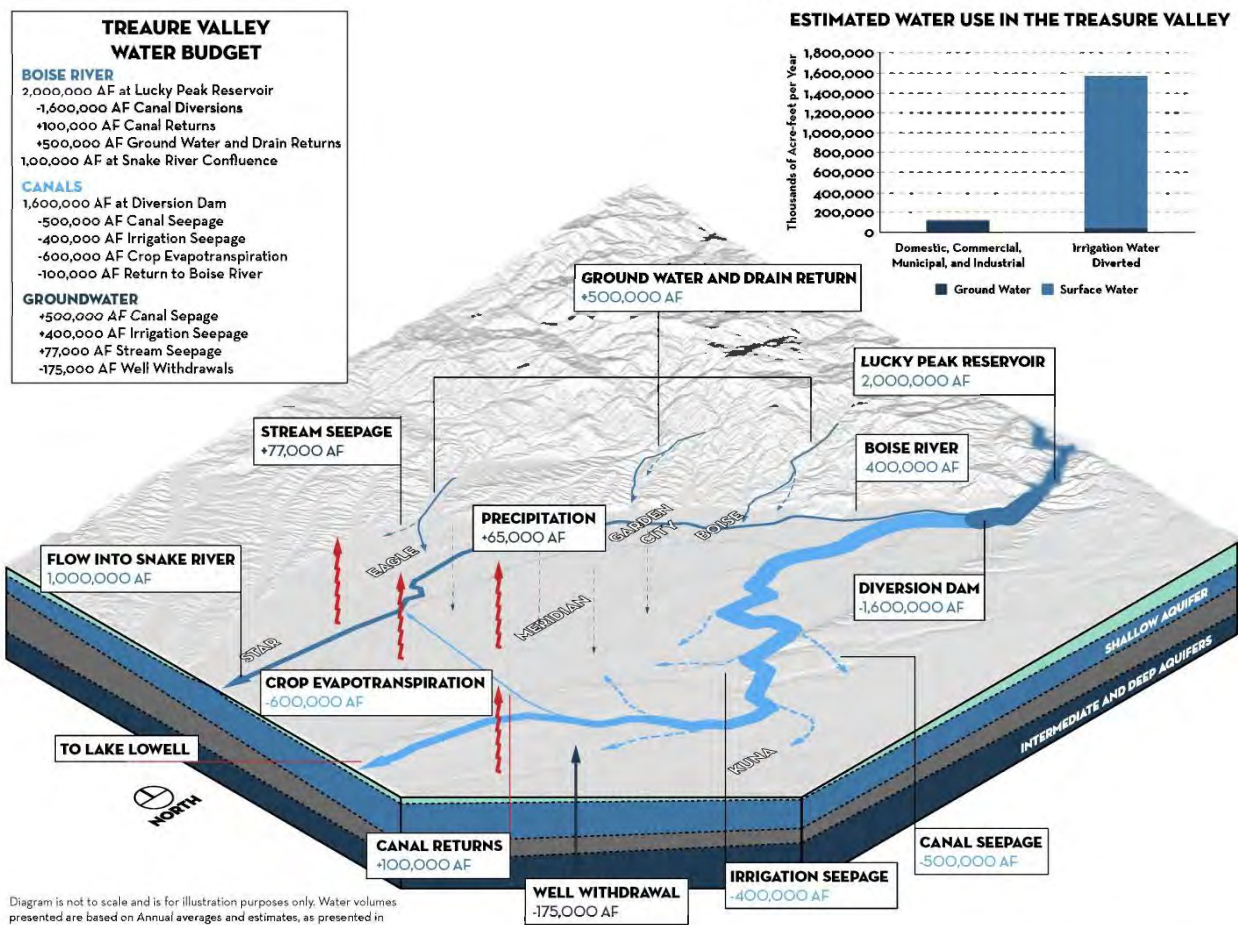 TREAURE VALLEY
WATER BUDGET
BOISE RIVER
2,000,000 AF at Lucky Peak Reservoir
-1,600,000 AF Canal Diversions
+100,000 AF Canal Returns
+500,000 AF Ground Water and Drain Returns
1,00,000 AF at Snake River Confluence
CANALS
1,600,000 AF at Diversion Dam
-500,000 AF Canal Seepage
-400,000 AF Irrigation Seepage
-600,000 AF Crop Evapotranspiration
-100,000 AF Return to Boise River
GROUNDWATER
+500,000 AF Canal Sepage
+400,000 AF Irrigation Seepage
+77,000 AF Stream Seepage
-175,000 AF Well Withdrawals
ESTIMATED WATER USE IN THE TREASURE VALLEY
Thousands of Acre-feet per Year
1,800,000
1,600,000
1,400,000
1,200,000
1,000,000
800,000
600,000
400,000
200,000
0
Domestic, Commercial,
Municipal, and Industrial
Irrigation Water
Diverted
Ground Water
Surface Water
GROUND WATER AND DRAIN RETURN
+500,000 AF
LUCKY PEAK RESERVOIR
2,000,000 AF
STREAM SEEPAGE
+77,000 AF
BOISE RIVER
400,000 AF
PRECIPITATION
+65,000 AF
GARDEN
CITY
BOISE
EAGLE
FLOW INTO SNAKE RIVER
1,000,000 AF
DIVERSION DAM
-1,600,000 AF
MERIDIAN
STAR
SHALLOW AQUIFER
CROP EVAPOTRANSPIRATION
-600,000 AF
INTERMEDIATE AND DEEP AQUIFERS
TO LAKE LOWELL
KUNA
NORTH
CANAL RETURNS
+100,000 AF
CANAL SEEPAGE
-500,000 AF
IRRIGATION SEEPAGE
-400,000 AF
WELL WITHDRAWAL
-175,000 AF
Diagram is not to scale and is for illustration purposes only. Water volumes
presented are based on Annual averages and estimates, as presented in